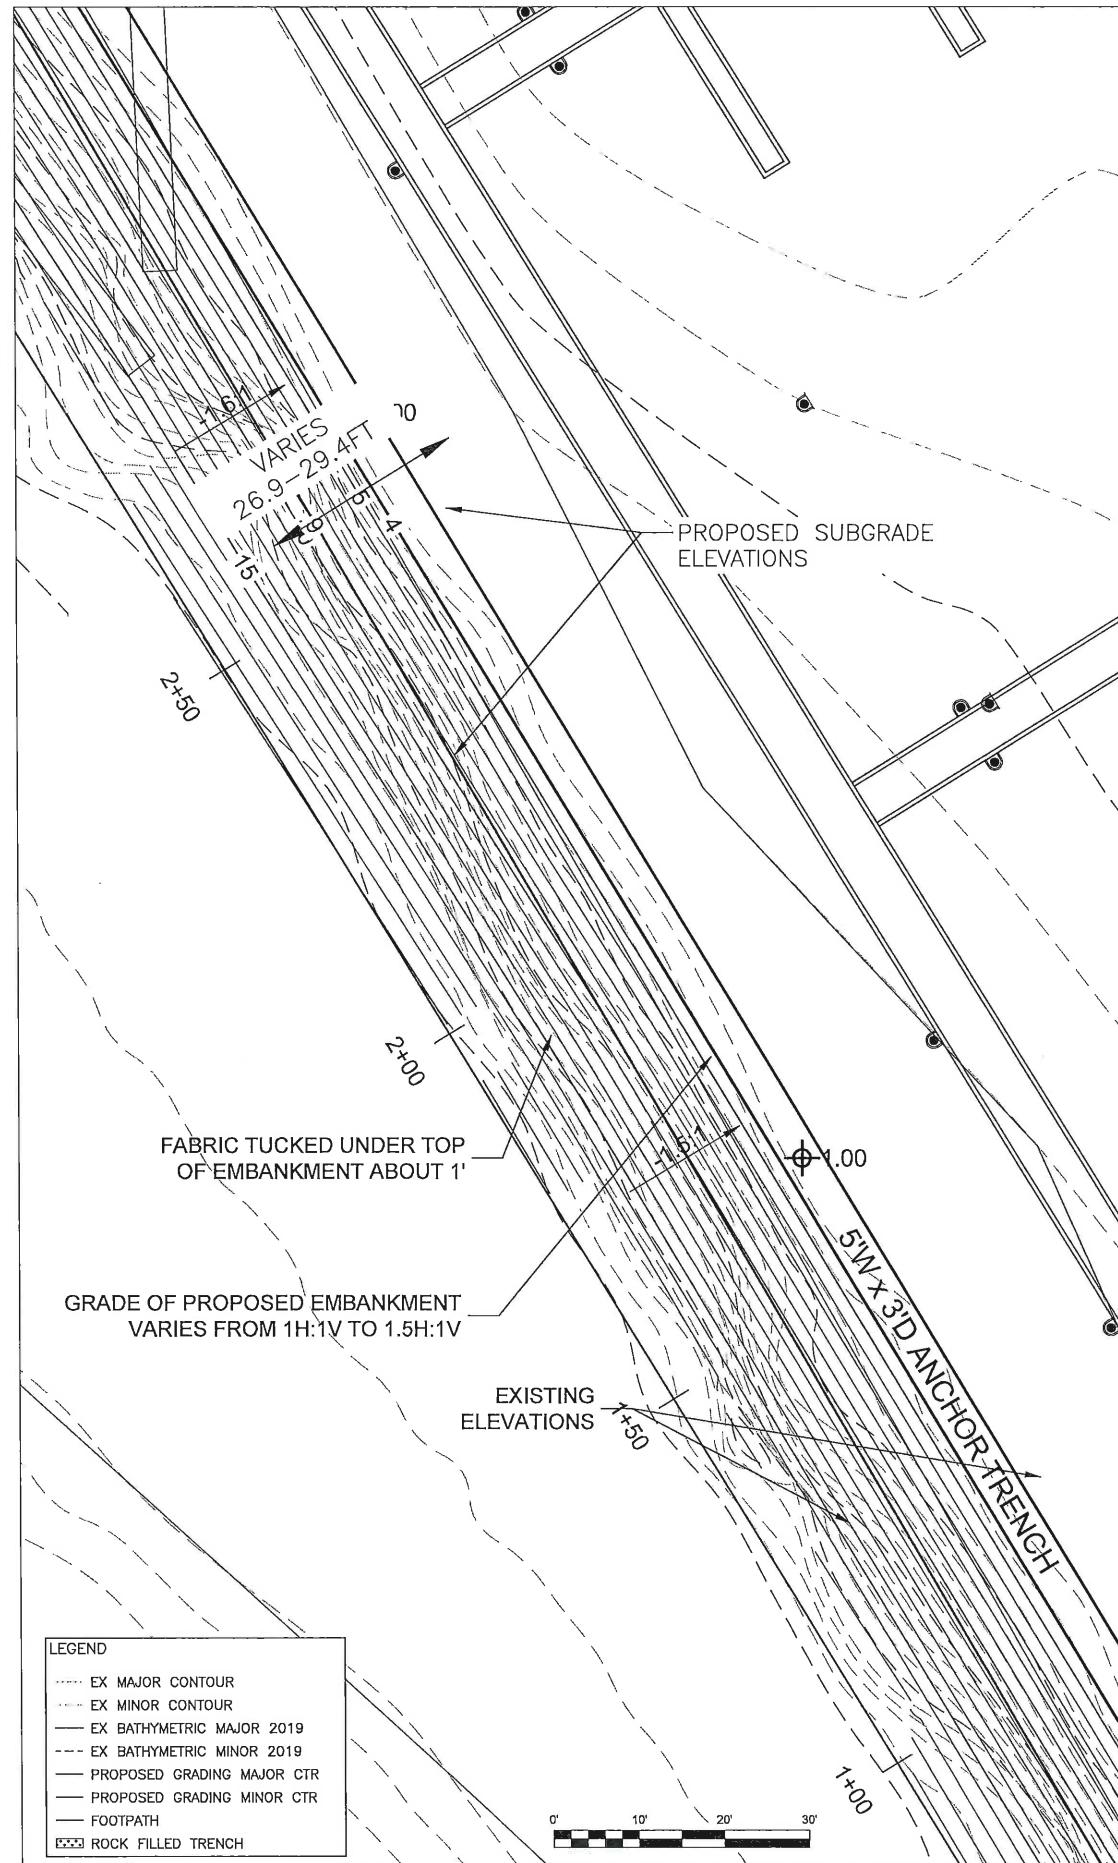 -1.6:1
VARIES
26.9–29.4FT
5
4
15
PROPOSED SUBGRADE
ELEVATIONS
2+50
2+00
FABRIC TUCKED UNDER TOP
OF EMBANKMENT ABOUT 1'
-1.5:1
1.00
5'W x 3'D ANCHOR TRENCH
GRADE OF PROPOSED EMBANKMENT
VARIES FROM 1H:1V TO 1.5H:1V
EXISTING
ELEVATIONS
1+50
1+00
LEGEND
EX MAJOR CONTOUR
EX MINOR CONTOUR
EX BATHYMETRIC MAJOR 2019
EX BATHYMETRIC MINOR 2019
PROPOSED GRADING MAJOR CTR
PROPOSED GRADING MINOR CTR
FOOTPATH
ROCK FILLED TRENCH
0' 10' 20' 30'